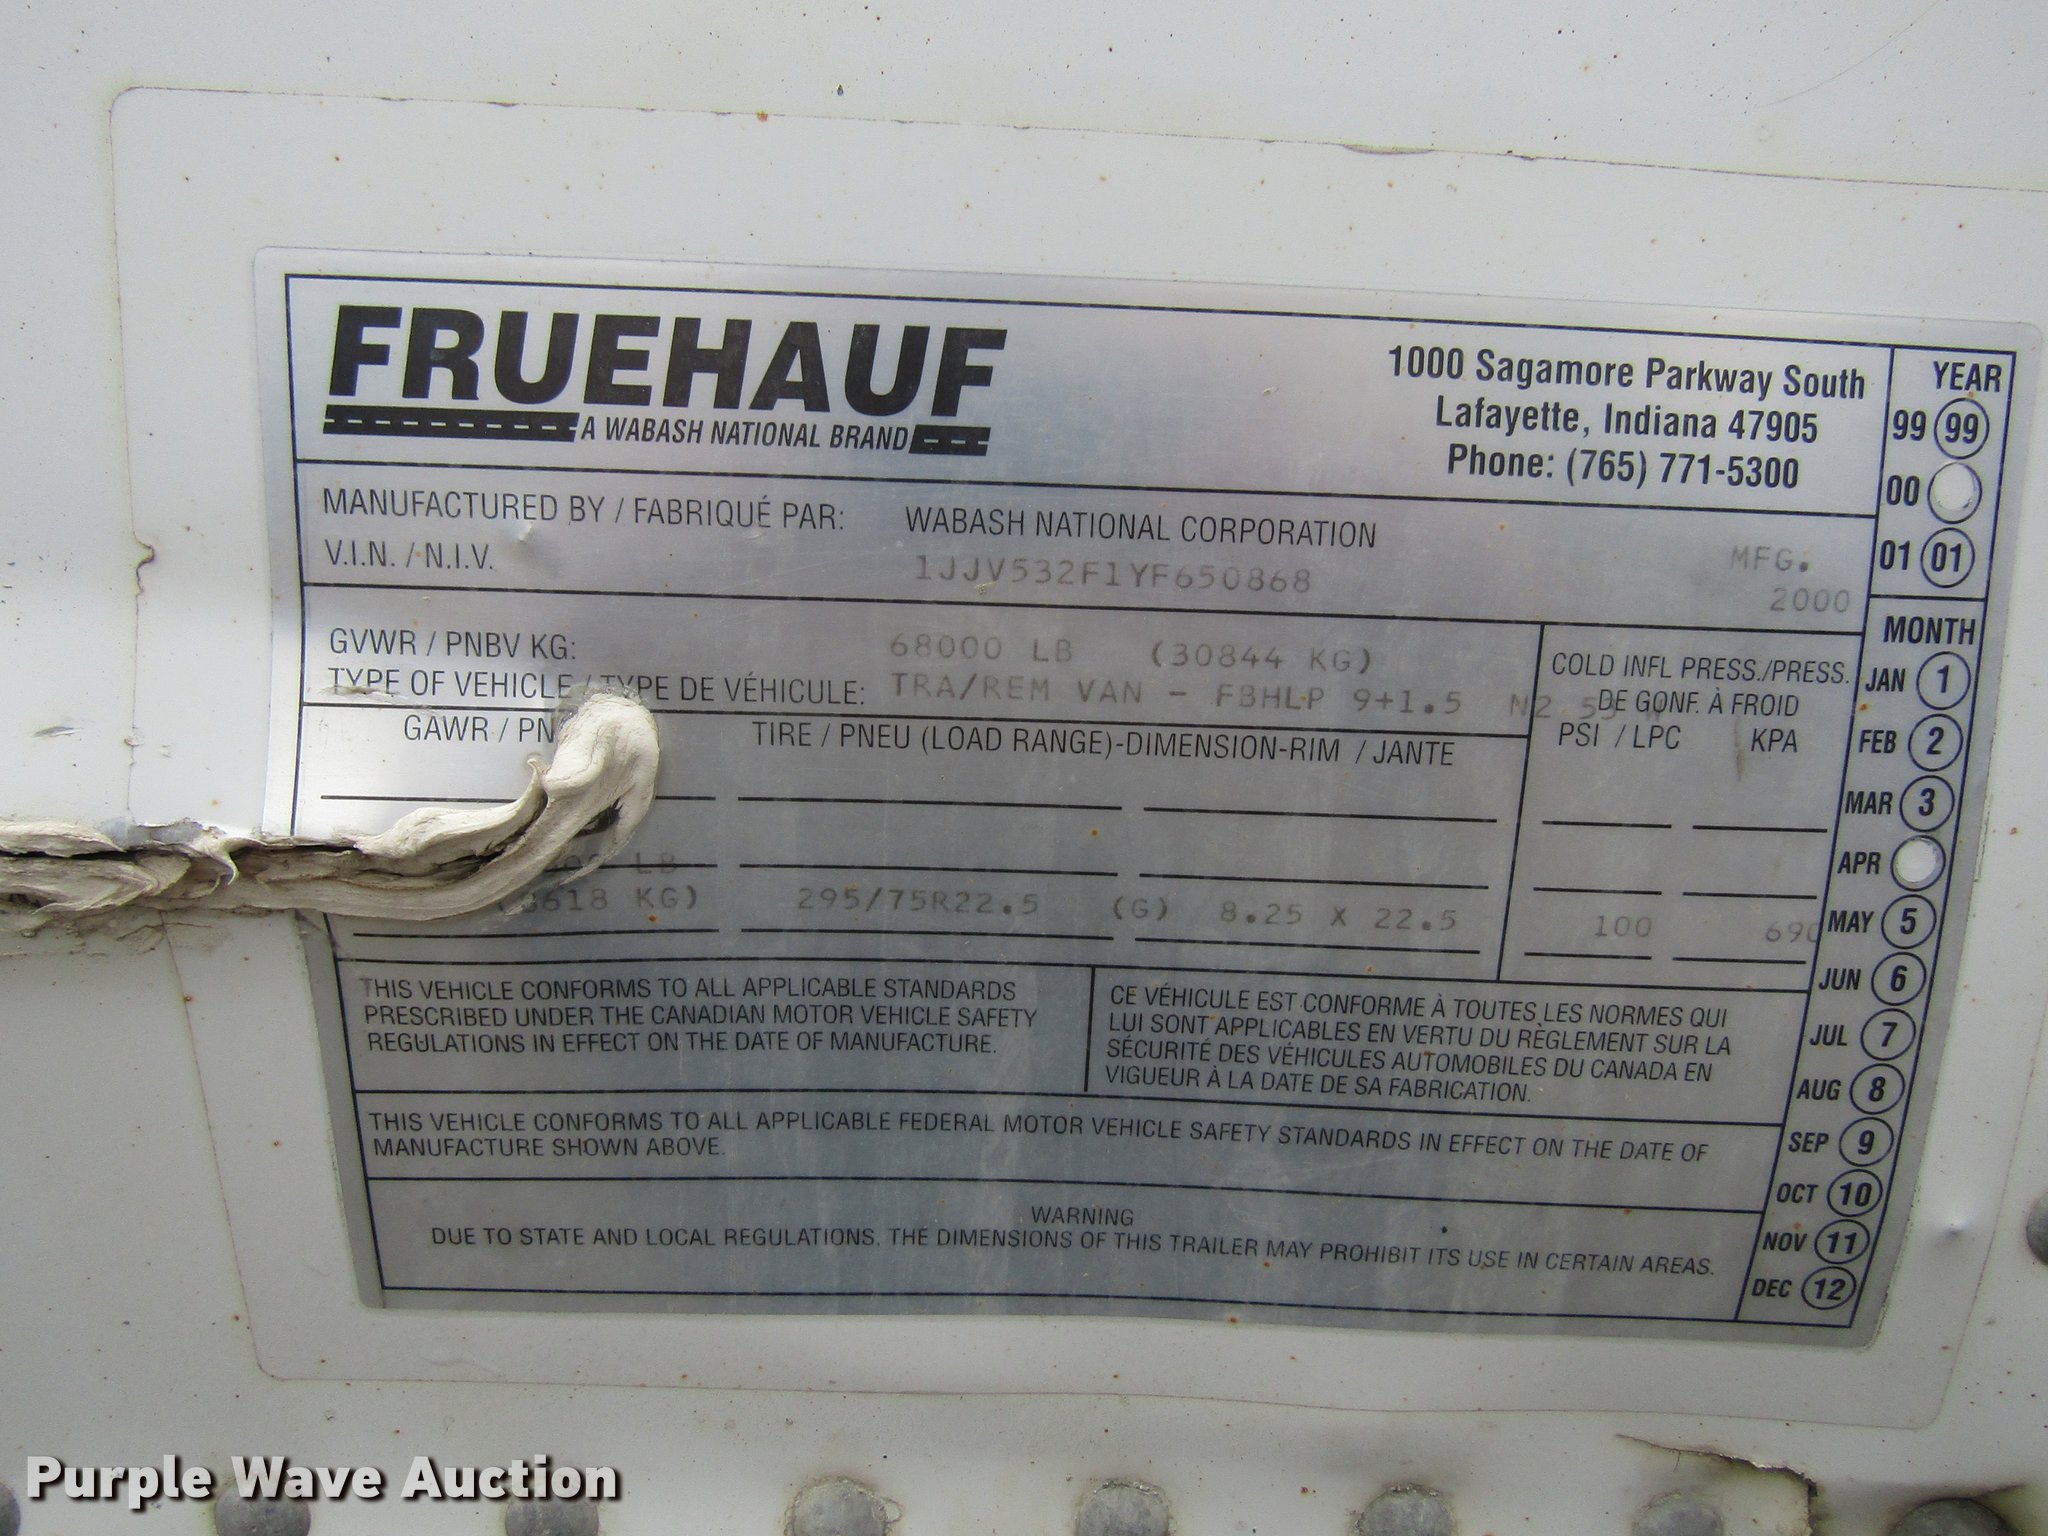 FRUEHAUF
A WABASH NATIONAL BRAND
1000 Sagamore Parkway South
Lafayette, Indiana 47905
Phone: (765) 771-5300
MANUFACTURED BY / FABRIQUÉ PAR: WABASH NATIONAL CORPORATION
V.I.N. / N.I.V. 1JJV532F1YF650868
MFG.
2000
GVWR / PNBV KG: 68000 LB (30844 KG)
TYPE OF VEHICLE / TYPE DE VÉHICULE: TRA/REM VAN - FBHLP 9+1.5
COLD INFL PRESS./PRESS.
DE GONF. À FROID
PSI / LPC KPA
GAWR / TIRE / PNEU (LOAD RANGE)-DIMENSION-RIM / JANTE
LB
KG) 295/75R22.5 (G) 8.25 X 22.5 100 690
THIS VEHICLE CONFORMS TO ALL APPLICABLE STANDARDS
PRESCRIBED UNDER THE CANADIAN MOTOR VEHICLE SAFETY
REGULATIONS IN EFFECT ON THE DATE OF MANUFACTURE.
CE VÉHICULE EST CONFORME À TOUTES LES NORMES QUI
LUI SONT APPLICABLES EN VERTU DU RÈGLEMENT SUR LA
SÉCURITÉ DES VÉHICULES AUTOMOBILES DU CANADA EN
VIGUEUR À LA DATE DE SA FABRICATION.
THIS VEHICLE CONFORMS TO ALL APPLICABLE FEDERAL MOTOR VEHICLE SAFETY STANDARDS IN EFFECT ON THE DATE OF
MANUFACTURE SHOWN ABOVE.
WARNING
DUE TO STATE AND LOCAL REGULATIONS, THE DIMENSIONS OF THIS TRAILER MAY PROHIBIT ITS USE IN CERTAIN AREAS.
YEAR
99 99
00
01 01
MONTH
JAN 1
FEB 2
MAR 3
APR
MAY 5
JUN 6
JUL 7
AUG 8
SEP 9
OCT 10
NOV 11
DEC 12
Purple Wave Auction